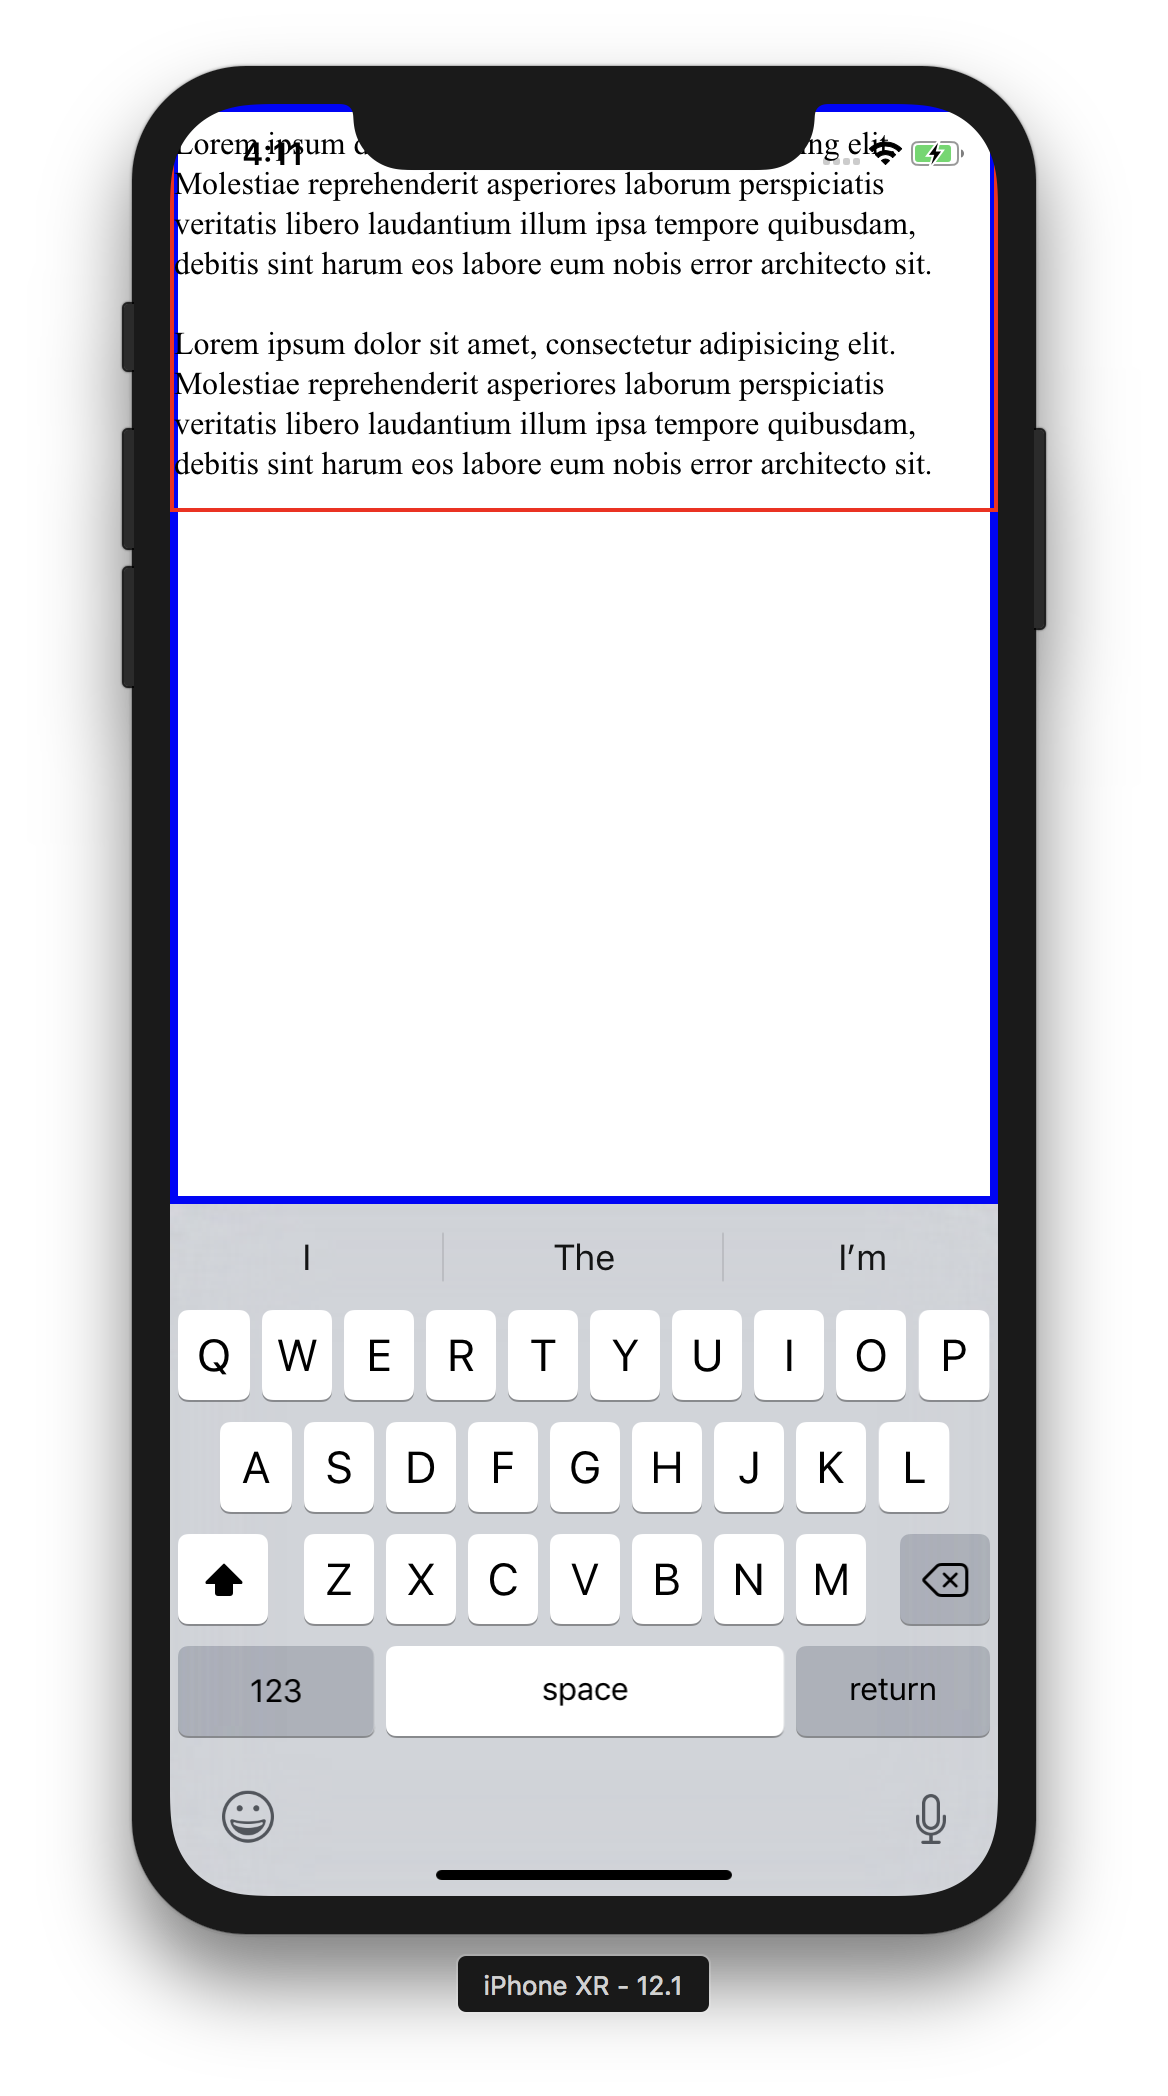 4:11
Lorem ipsum elit.
Molestiae reprehenderit asperiores laborum perspiciatis
veritatis libero laudantium illum ipsa tempore quibusdam,
debitis sint harum eos labore eum nobis error architecto sit.
Lorem ipsum dolor sit amet, consectetur adipisicing elit.
Molestiae reprehenderit asperiores laborum perspiciatis
veritatis libero laudantium illum ipsa tempore quibusdam,
debitis sint harum eos labore eum nobis error architecto sit.
I The I’m
Q W E R T Y U I O P
A S D F G H J K L
Z X C V B N M
123 space return
iPhone XR - 12.1